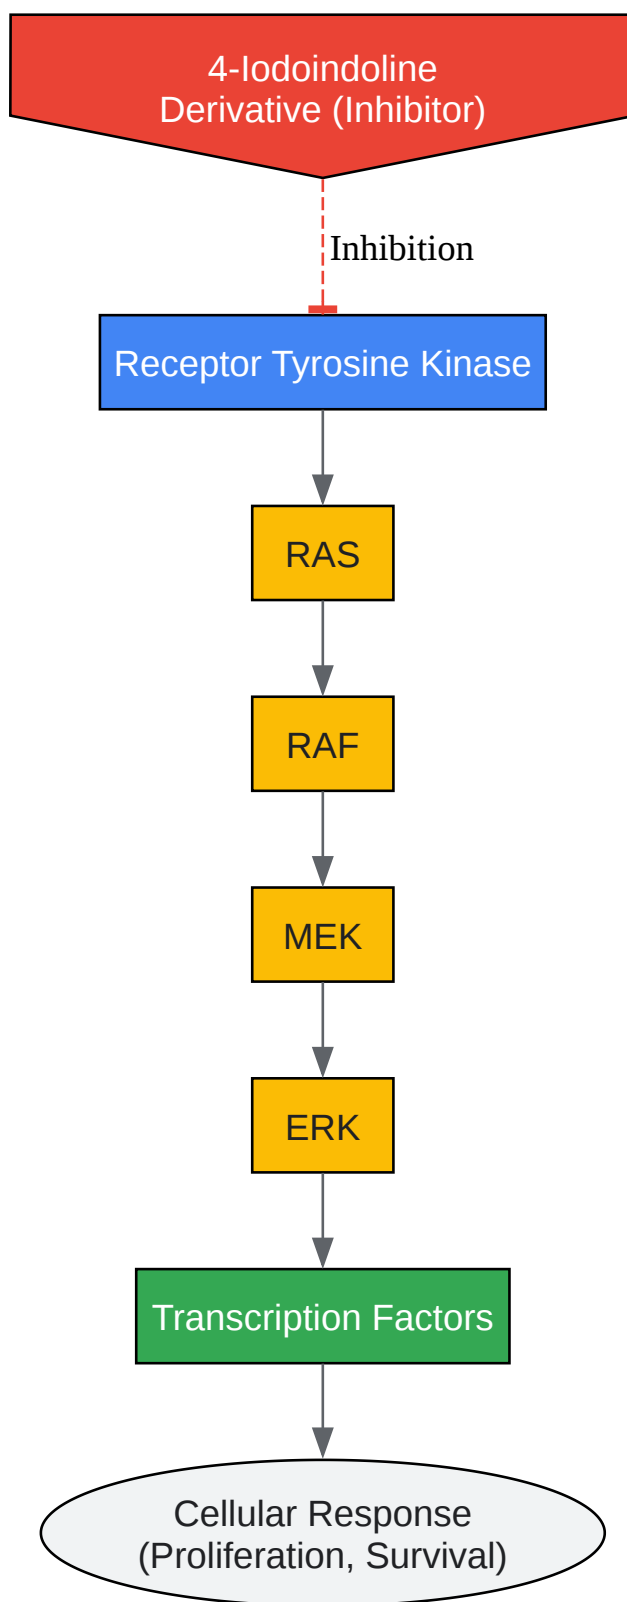 4-Iodoindoline
Derivative (Inhibitor)
Inhibition
Receptor Tyrosine Kinase
RAS
RAF
MEK
ERK
Transcription Factors
Cellular Response
(Proliferation, Survival)